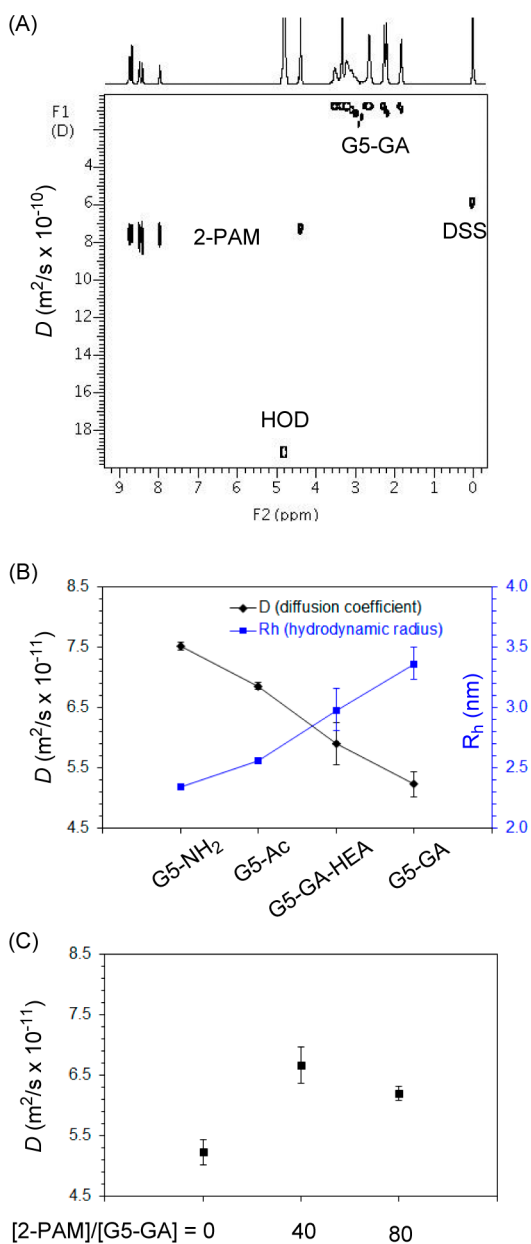 (A)
F1
(D)
G5-GA
4
6
2-PAM
DSS
8
10
12
14
16
18
D (m²/s x 10⁻¹⁰)
HOD
9 8 7 6 5 4 3 2 1 0
F2 (ppm)
(B)
8.5
7.5
6.5
5.5
4.5
D (m²/s x 10⁻¹¹)
D (diffusion coefficient)
Rh (hydrodynamic radius)
4.0
3.5
3.0
2.5
2.0
Rₕ (nm)
G5-NH₂
G5-Ac
G5-GA-HEA
G5-GA
(C)
8.5
7.5
6.5
5.5
4.5
D (m²/s x 10⁻¹¹)
[2-PAM]/[G5-GA] = 0 40 80